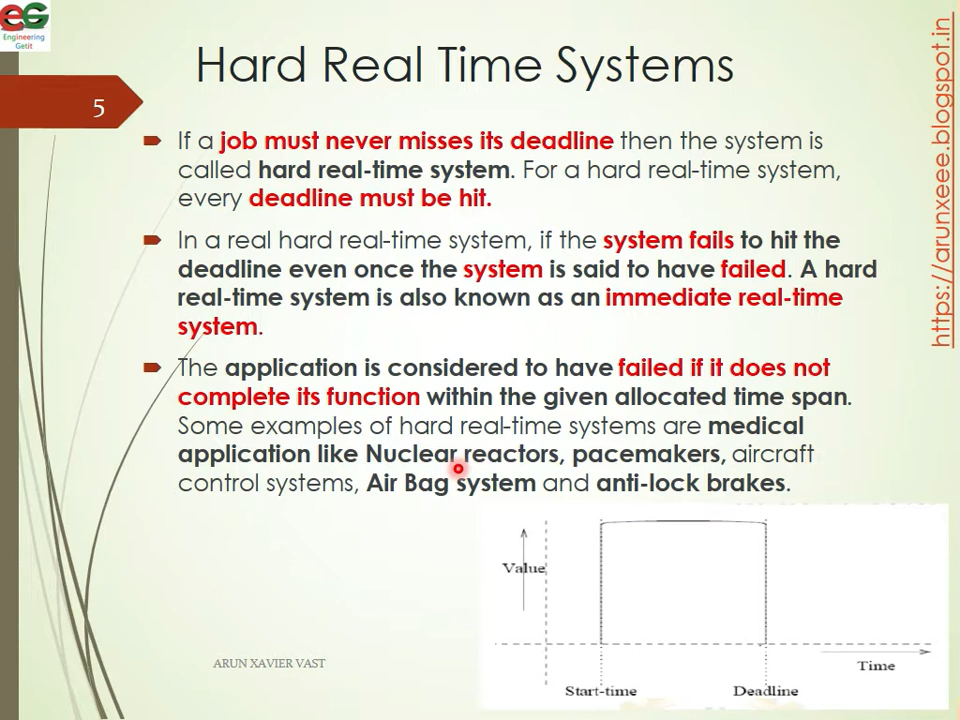 EG
Engineering
Getit
Hard Real Time Systems
5
If a job must never misses its deadline then the system is
called hard real-time system. For a hard real-time system,
every deadline must be hit.
In a real hard real-time system, if the system fails to hit the
deadline even once the system is said to have failed. A hard
real-time system is also known as an immediate real-time
system.
The application is considered to have failed if it does not
complete its function within the given allocated time span.
Some examples of hard real-time systems are medical
application like Nuclear reactors, pacemakers, aircraft
control systems, Air Bag system and anti-lock brakes.
Value
Time
Start-time
Deadline
ARUN XAVIER VAST
https://arunxeee.blogspot.in